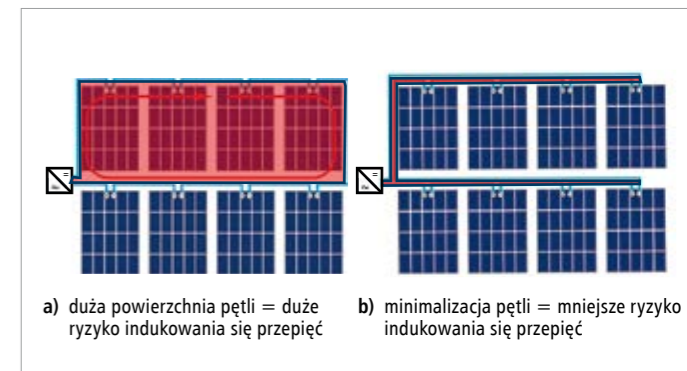 a) duża powierzchnia pętli = duże
ryzyko indukowania się przepięć
b) minimalizacja pętli = mniejsze ryzyko
indukowania się przepięć